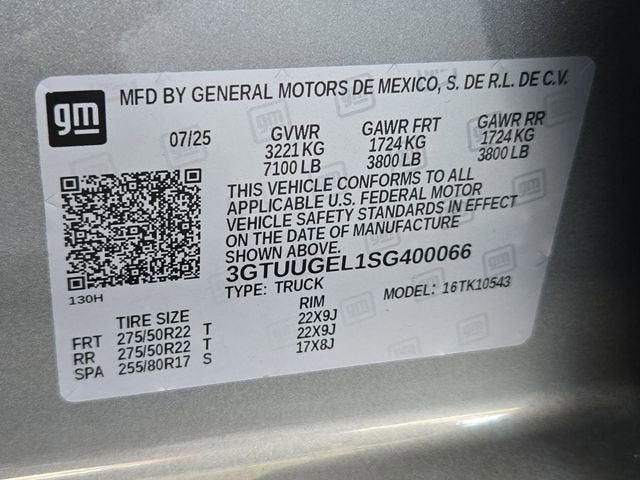 gm
MFD BY GENERAL MOTORS DE MEXICO, S. DE R.L. DE C.V.
07/25 GVWR GAWR FRT GAWR RR
3221 KG 1724 KG 1724 KG
7100 LB 3800 LB 3800 LB
THIS VEHICLE CONFORMS TO ALL
APPLICABLE U.S. FEDERAL MOTOR
VEHICLE SAFETY STANDARDS IN EFFECT
ON THE DATE OF MANUFACTURE
SHOWN ABOVE.
3GTUUGEL1SG400066
130H
TYPE: TRUCK MODEL: 16TK10543
TIRE SIZE RIM
FRT 275/50R22 T 22X9J
RR 275/50R22 T 22X9J
SPA 255/80R17 S 17X8J